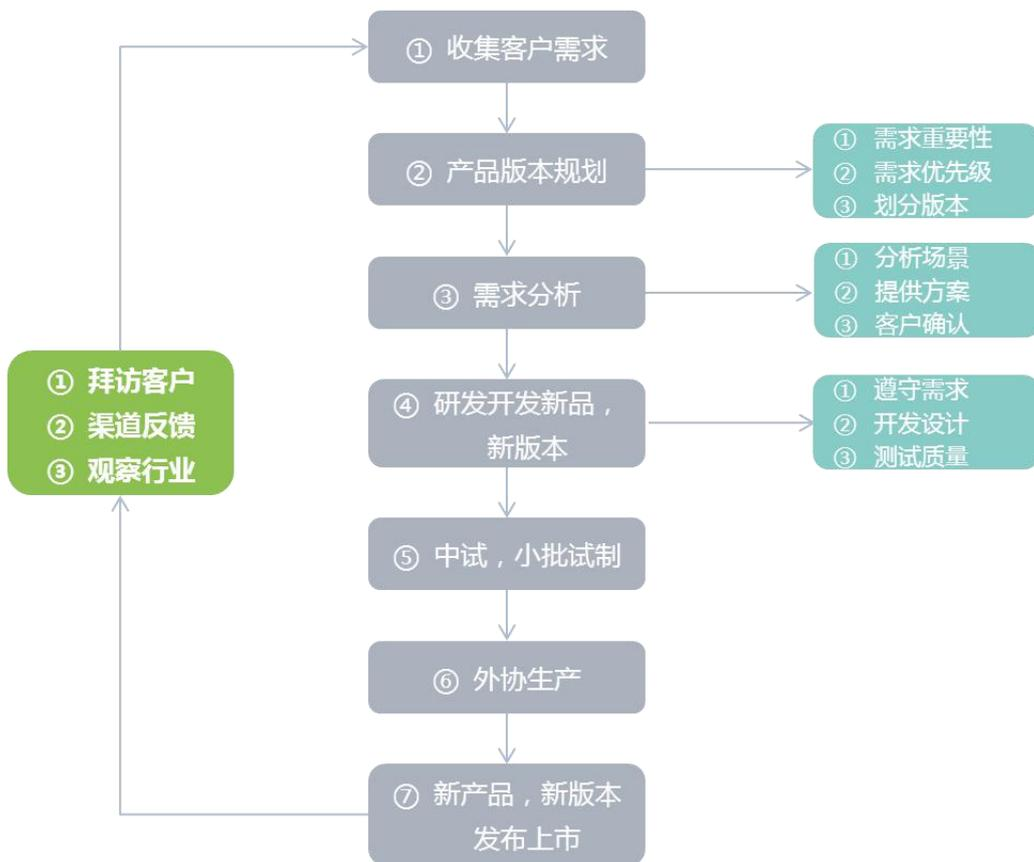 ① 收集客户需求
② 产品版本规划
① 需求重要性
② 需求优先级
③ 划分版本
③ 需求分析
① 分析场景
② 提供方案
③ 客户确认
① 拜访客户
② 渠道反馈
③ 观察行业
④ 研发开发新品，
新版本
① 遵守需求
② 开发设计
③ 测试质量
⑤ 中试，小批试制
⑥ 外协生产
⑦ 新产品，新版本
发布上市